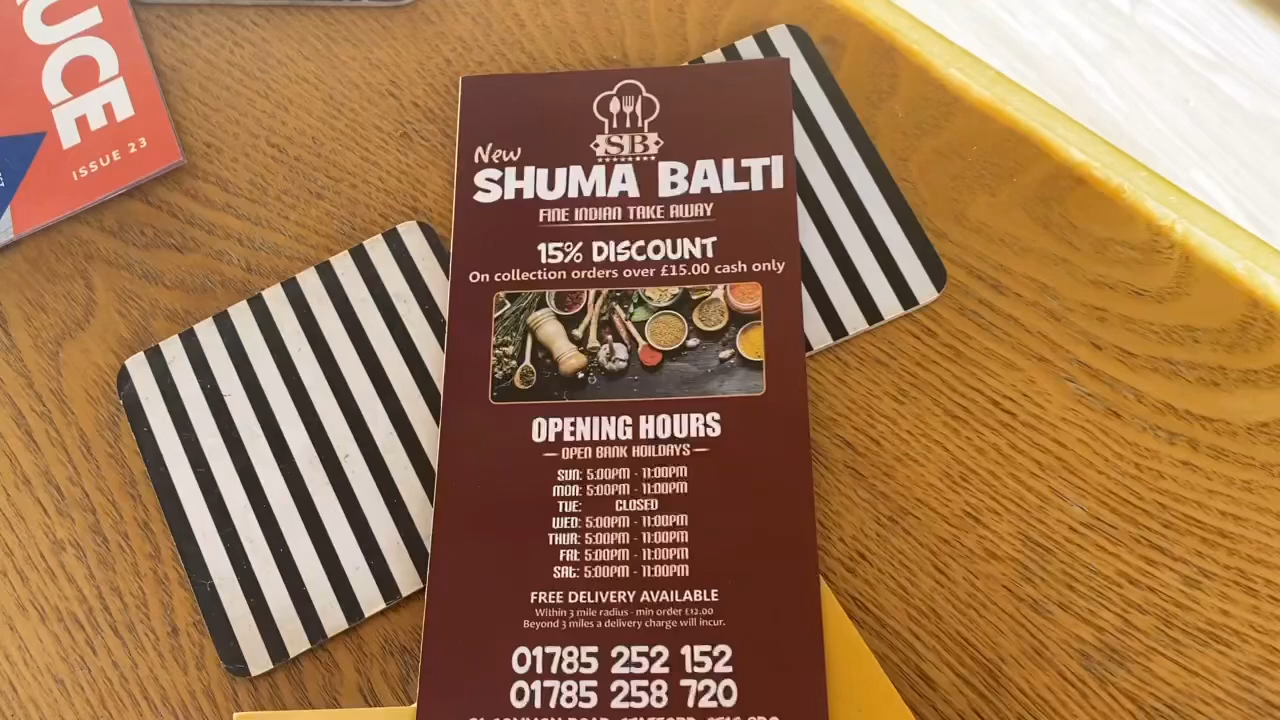 UCE
ISSUE 23
SB
New
SHUMA BALTI
FINE INDIAN TAKE AWAY
15% DISCOUNT
On collection orders over £15.00 cash only
OPENING HOURS
OPEN BANK HOILDAYS
SUN: 5:00PM - 11:00PM
MON: 5:00PM - 11:00PM
TUE: CLOSED
WED: 5:00PM - 11:00PM
THUR: 5:00PM - 11:00PM
FRI: 5:00PM - 11:00PM
SAT: 5:00PM - 11:00PM
FREE DELIVERY AVAILABLE
Within 3 mile radius - min order £12.00
Beyond 3 miles a delivery charge will incur.
01785 252 152
01785 258 720
COMMON ROAD, STAFFORD,